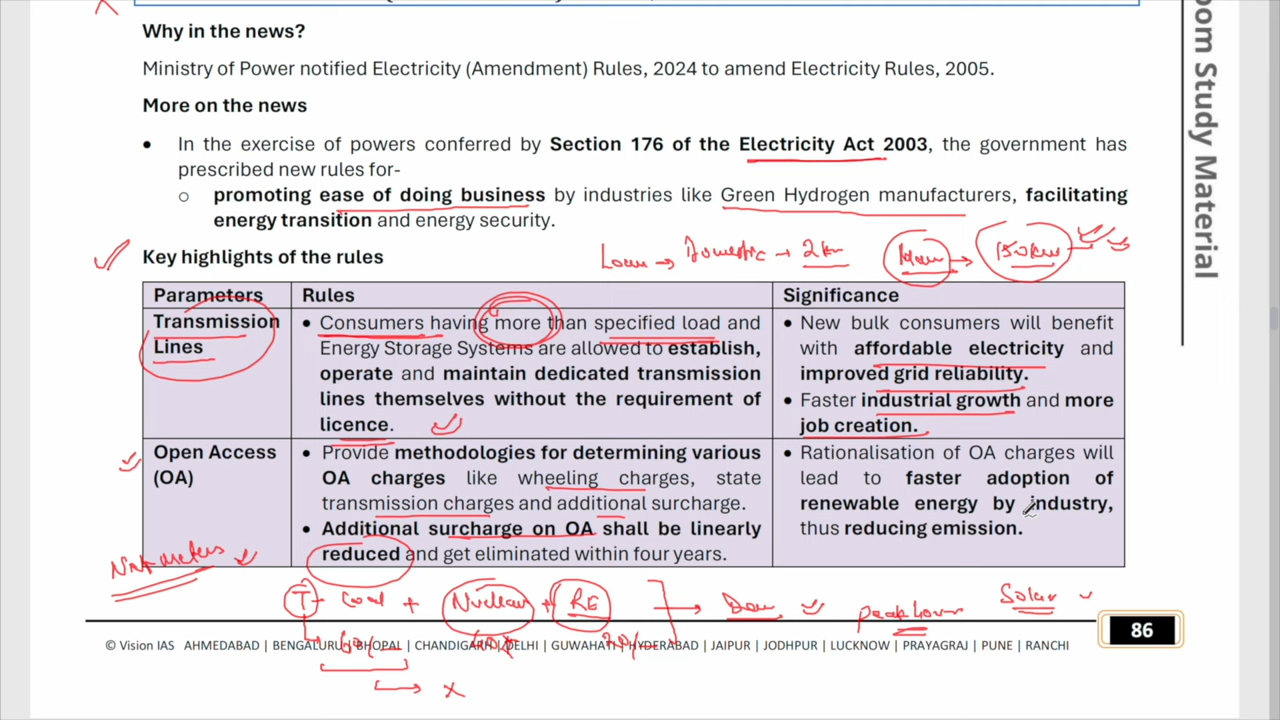 Why in the news?
Ministry of Power notified Electricity (Amendment) Rules, 2024 to amend Electricity Rules, 2005.
More on the news
• In the exercise of powers conferred by Section 176 of the Electricity Act 2003, the government has
prescribed new rules for-
o promoting ease of doing business by industries like Green Hydrogen manufacturers, facilitating
energy transition and energy security.
Key highlights of the rules
→ Domestic → 2 km
150km
Parameters Rules Significance
Transmission
Lines
• Consumers having more than specified load and
Energy Storage Systems are allowed to establish,
operate and maintain dedicated transmission
lines themselves without the requirement of
licence.
• New bulk consumers will benefit
with affordable electricity and
improved grid reliability.
• Faster industrial growth and more
job creation.
Open Access
(OA)
• Provide methodologies for determining various
OA charges like wheeling charges, state
transmission charges and additional surcharge.
• Additional surcharge on OA shall be linearly
reduced and get eliminated within four years.
• Rationalisation of OA charges will
lead to faster adoption of
renewable energy by industry,
thus reducing emission.
T- Coal + Nuclear + RE →
Peak hour
Solar
86
© Vision IAS AHMEDABAD | BENGALURU | BHOPAL | CHANDIGARH | DELHI | GUWAHATI | HYDERABAD | JAIPUR | JODHPUR | LUCKNOW | PRAYAGRAJ | PUNE | RANCHI
x
oom Study Material